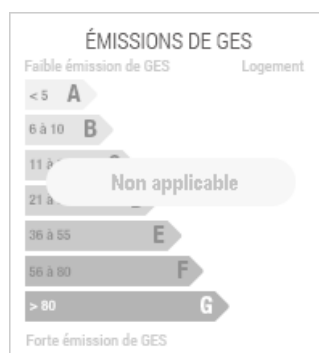 ÉMISSIONS DE GES
Faible émission de GES Logement
< 5 A
6 à 10 B
11 à
Non applicable
21 à
36 à 55 E
56 à 80 F
> 80 G
Forte émission de GES